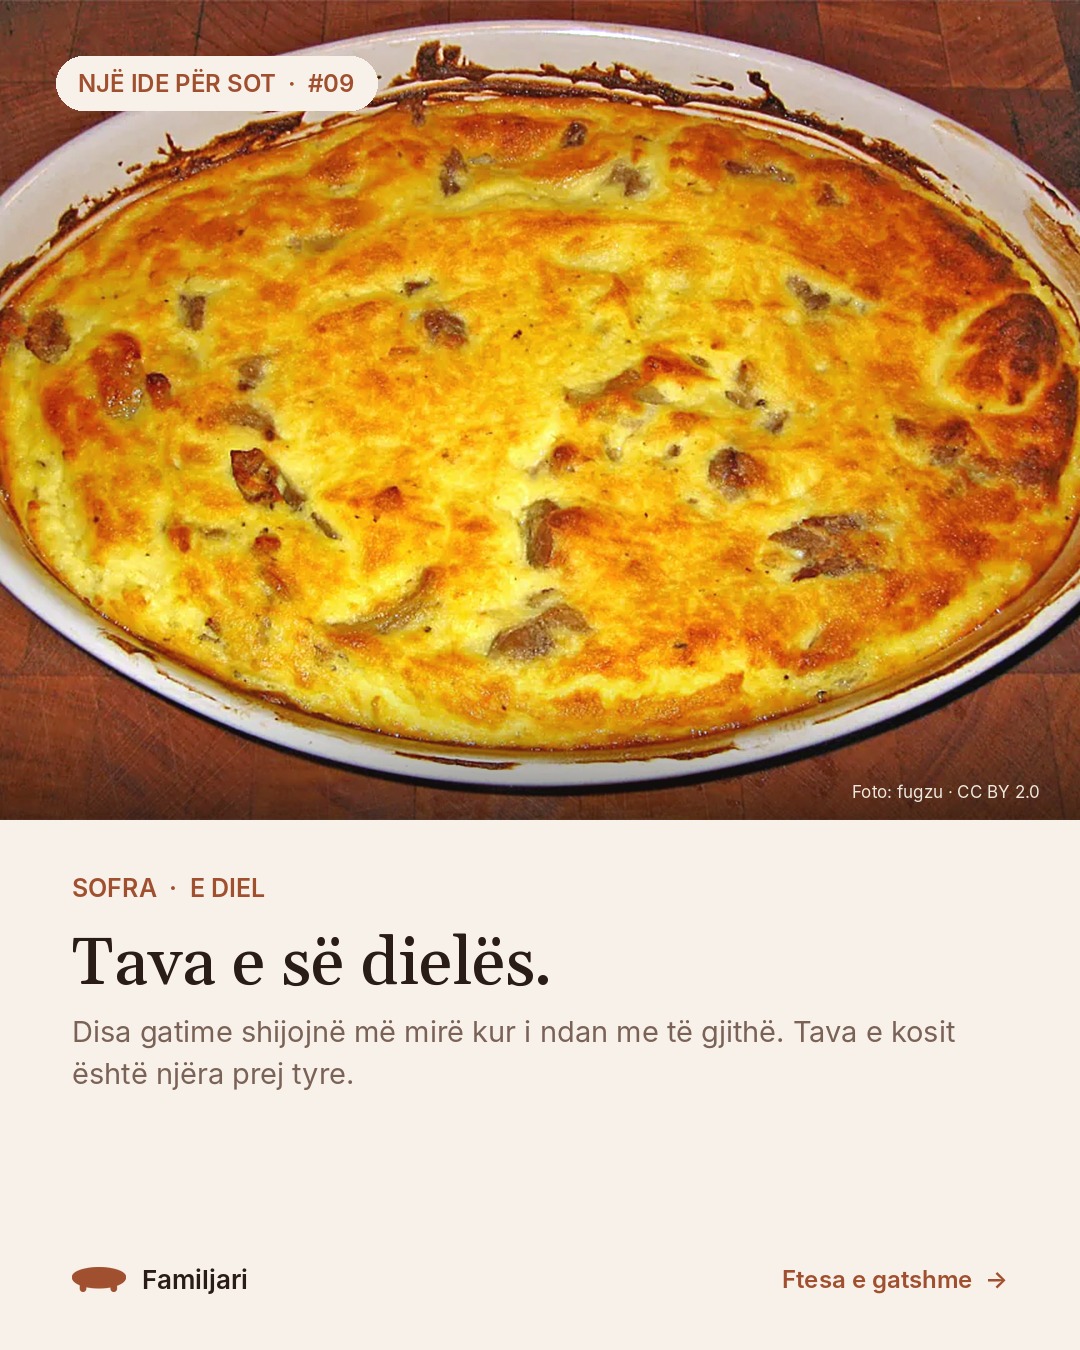 NJË IDE PËR SOT · #09
Foto: fugzu · CC BY 2.0
SOFRA · E DIEL
Tava e së dielës.
Disa gatime shijojnë më mirë kur i ndan me të gjithë. Tava e kosit
është njëra prej tyre.
Familjari
Ftesa e gatshme →